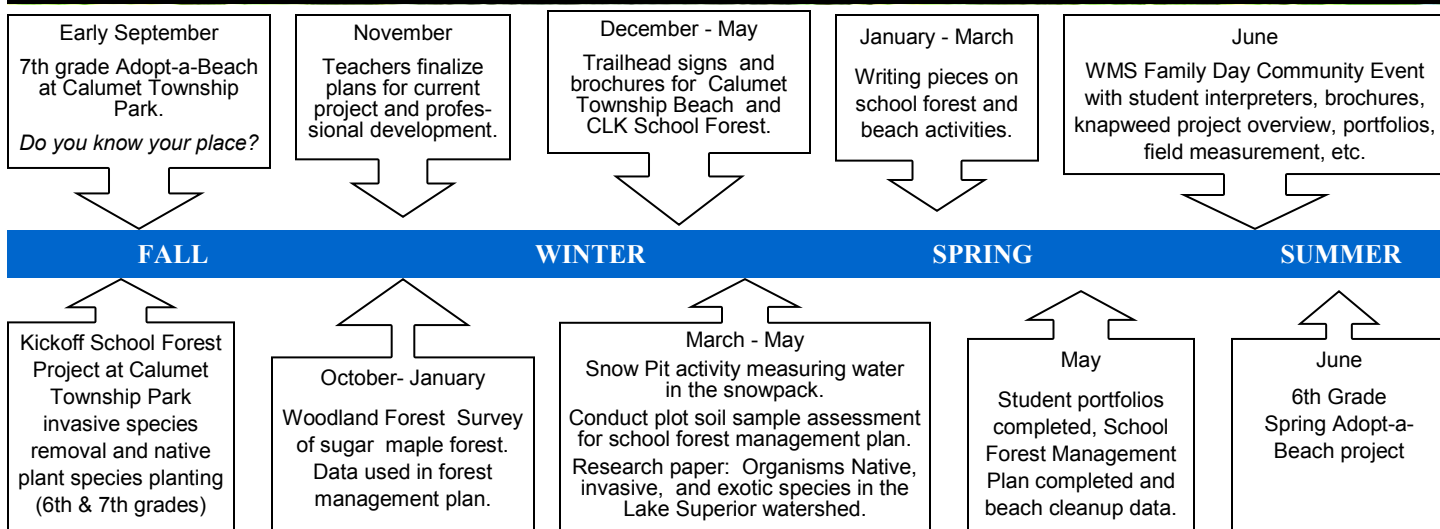 Early September
7th grade Adopt-a-Beach
at Calumet Township
Park.
Do you know your place?
November
Teachers finalize
plans for current
project and profes-
sional development.
December - May
Trailhead signs and
brochures for Calumet
Township Beach and
CLK School Forest.
January - March
Writing pieces on
school forest and
beach activities.
June
WMS Family Day Community Event
with student interpreters, brochures,
knapweed project overview, portfolios,
field measurement, etc.
FALL WINTER SPRING SUMMER
Kickoff School Forest
Project at Calumet
Township Park
invasive species
removal and native
plant species planting
(6th & 7th grades)
October- January
Woodland Forest Survey
of sugar maple forest.
Data used in forest
management plan.
March - May
Snow Pit activity measuring water
in the snowpack.
Conduct plot soil sample assessment
for school forest management plan.
Research paper: Organisms Native,
invasive, and exotic species in the
Lake Superior watershed.
May
Student portfolios
completed, School
Forest Management
Plan completed and
beach cleanup data.
June
6th Grade
Spring Adopt-a-
Beach project